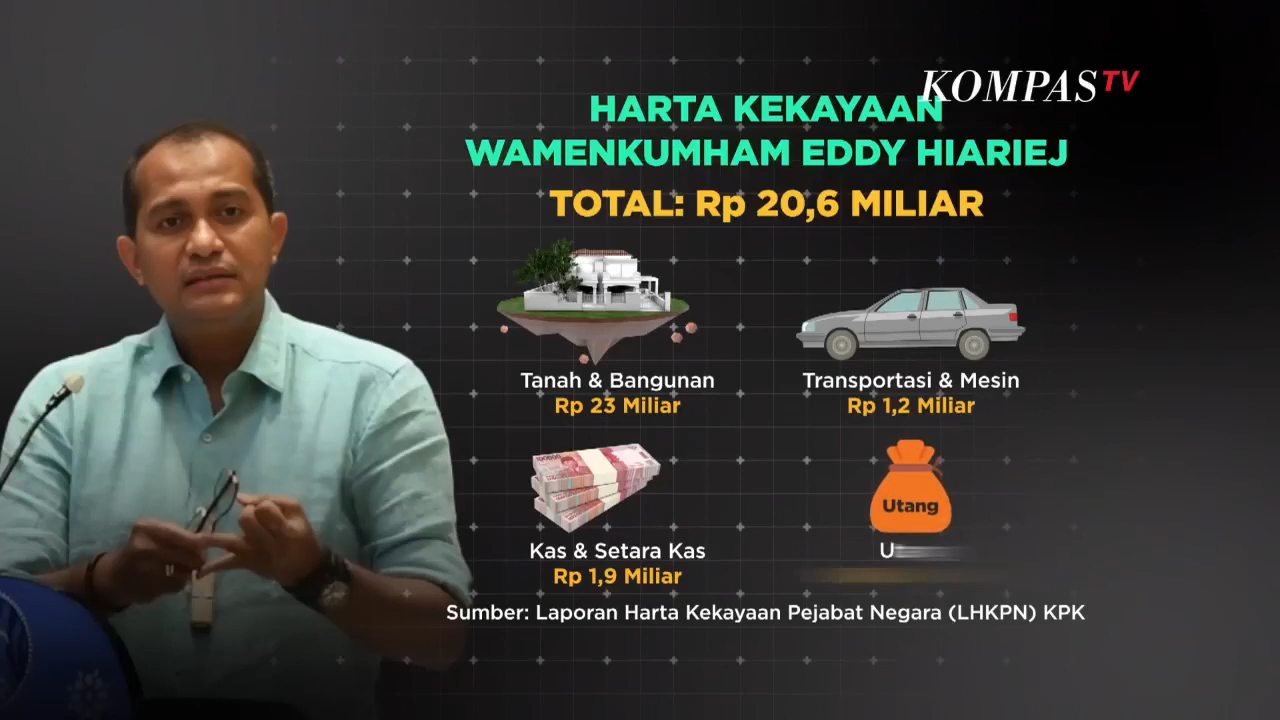 KOMPAS TV
HARTA KEKAYAAN
WAMENKUMHAM EDDY HIARIEJ
TOTAL: Rp 20,6 MILIAR
Tanah & Bangunan
Rp 23 Miliar
Transportasi & Mesin
Rp 1,2 Miliar
Kas & Setara Kas
Rp 1,9 Miliar
Utang
U
Sumber: Laporan Harta Kekayaan Pejabat Negara (LHKPN) KPK